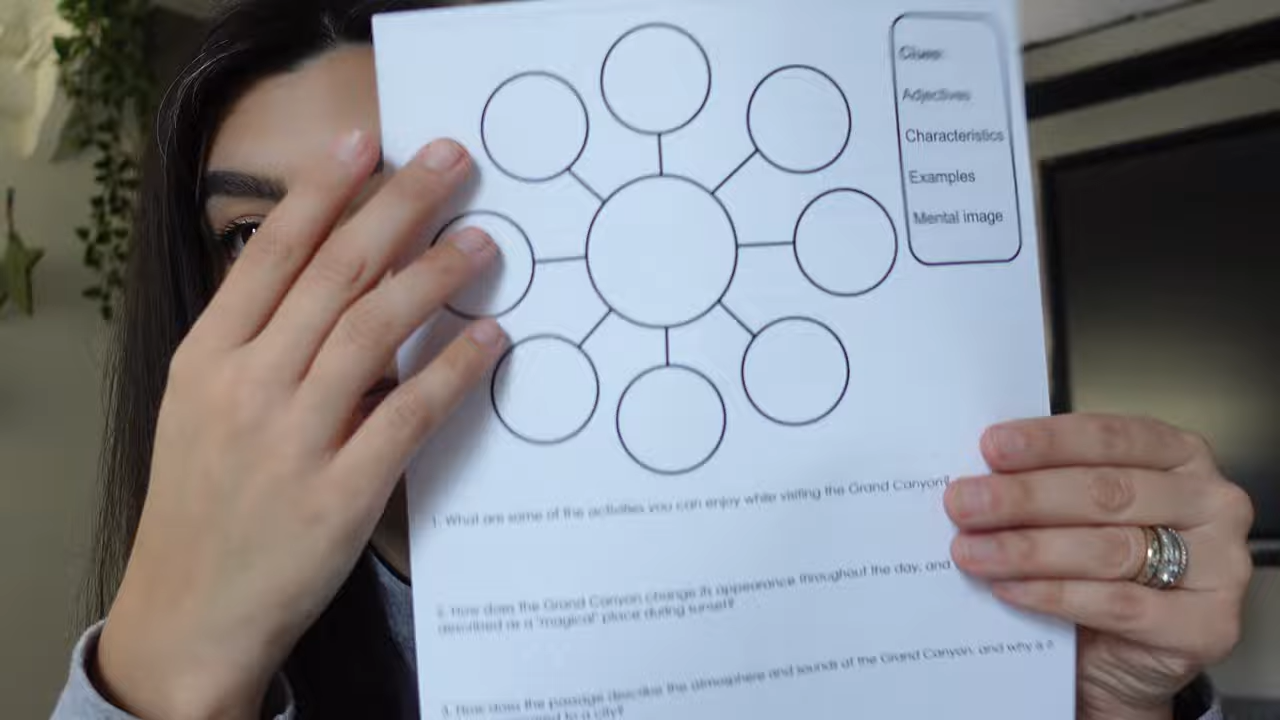 Clues:
Adjectives
Characteristics
Examples
Mental image
1. What are some of the activities you can enjoy while visiting the Grand Canyon?
2. How does the Grand Canyon change its appearance throughout the day, and
described as a "magical" place during sunset?
3. How does the passage describe the atmosphere and sounds of the Grand Canyon, and why is it
to a city?